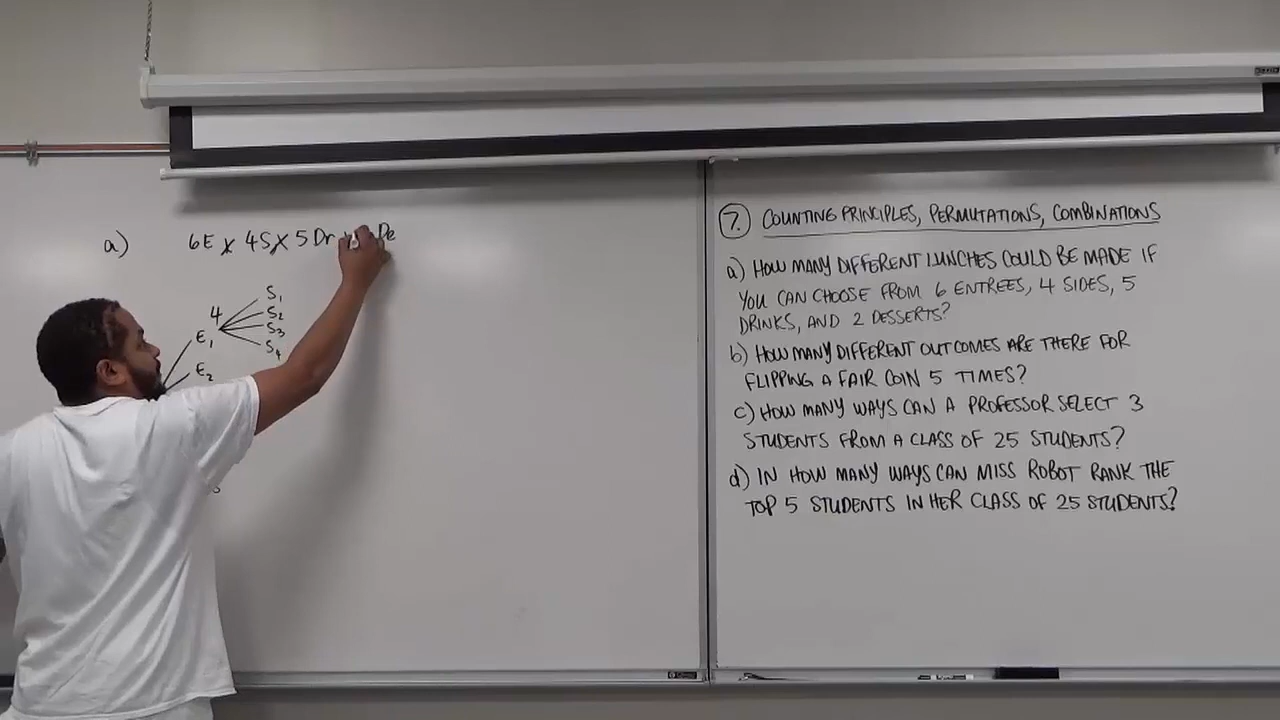 a) 6E x 4S x 5 Dr De
4
S1
S2
S3
S4
E1
E2
7. COUNTING PRINCIPLES, PERMUTATIONS, COMBINATIONS
a) HOW MANY DIFFERENT LUNCHES COULD BE MADE IF
YOU CAN CHOOSE FROM 6 ENTREES, 4 SIDES, 5
DRINKS, AND 2 DESSERTS?
b) HOW MANY DIFFERENT OUTCOMES ARE THERE FOR
FLIPPING A FAIR COIN 5 TIMES?
c) HOW MANY WAYS CAN A PROFESSOR SELECT 3
STUDENTS FROM A CLASS OF 25 STUDENTS?
d) IN HOW MANY WAYS CAN MISS ROBOT RANK THE
TOP 5 STUDENTS IN HER CLASS OF 25 STUDENTS?